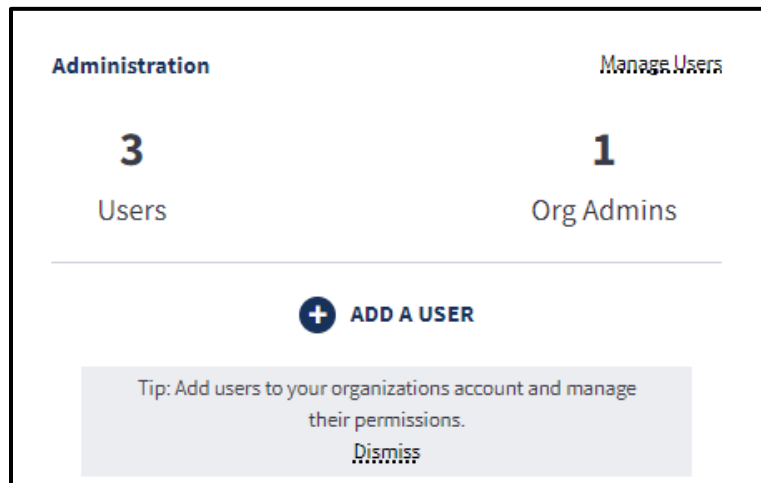 Administration
Manage Users
3
1
Users
Org Admins
ADD A USER
Tip: Add users to your organizations account and manage
their permissions.
Dismiss